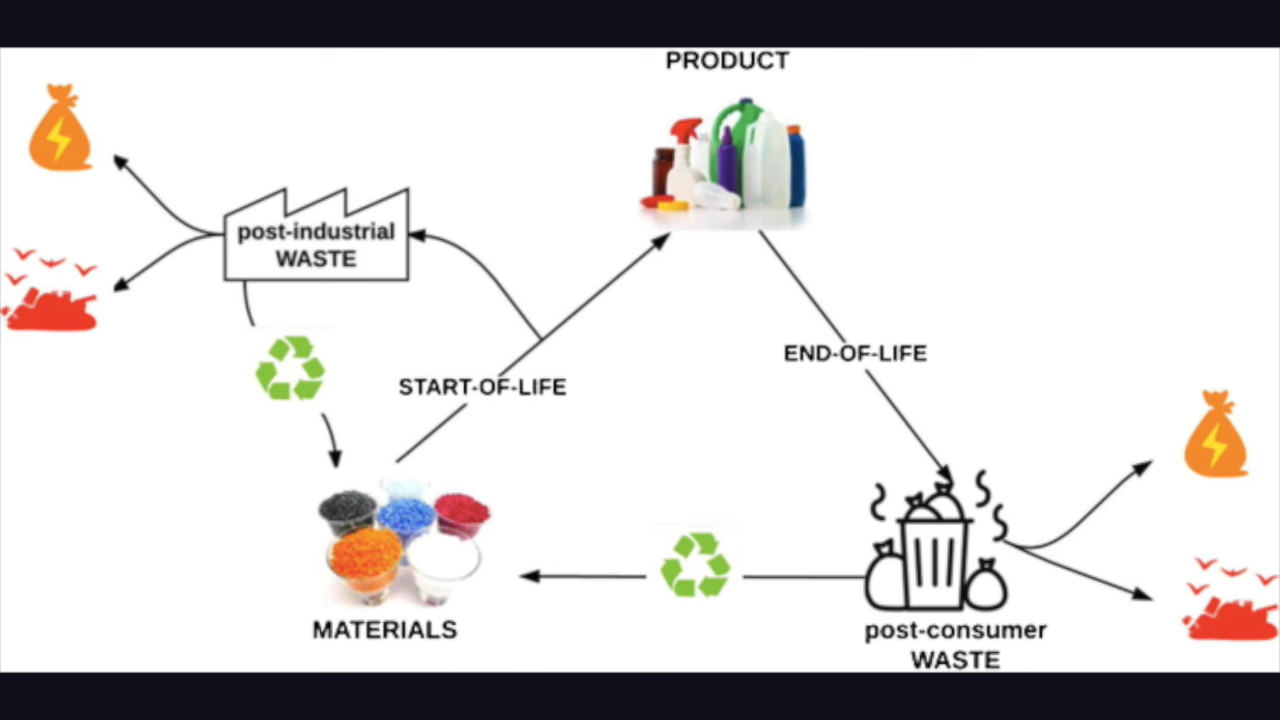 PRODUCT
post-industrial
WASTE
END-OF-LIFE
START-OF-LIFE
MATERIALS
post-consumer
WASTE